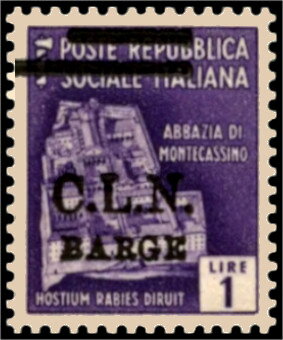 POSTE REPUBBLICA
SOCIALE ITALIANA
ABBAZIA DI
MONTECASSINO
C.L.N.
BARGE
LIRE
1
HOSTIUM RABIES DIRUIT